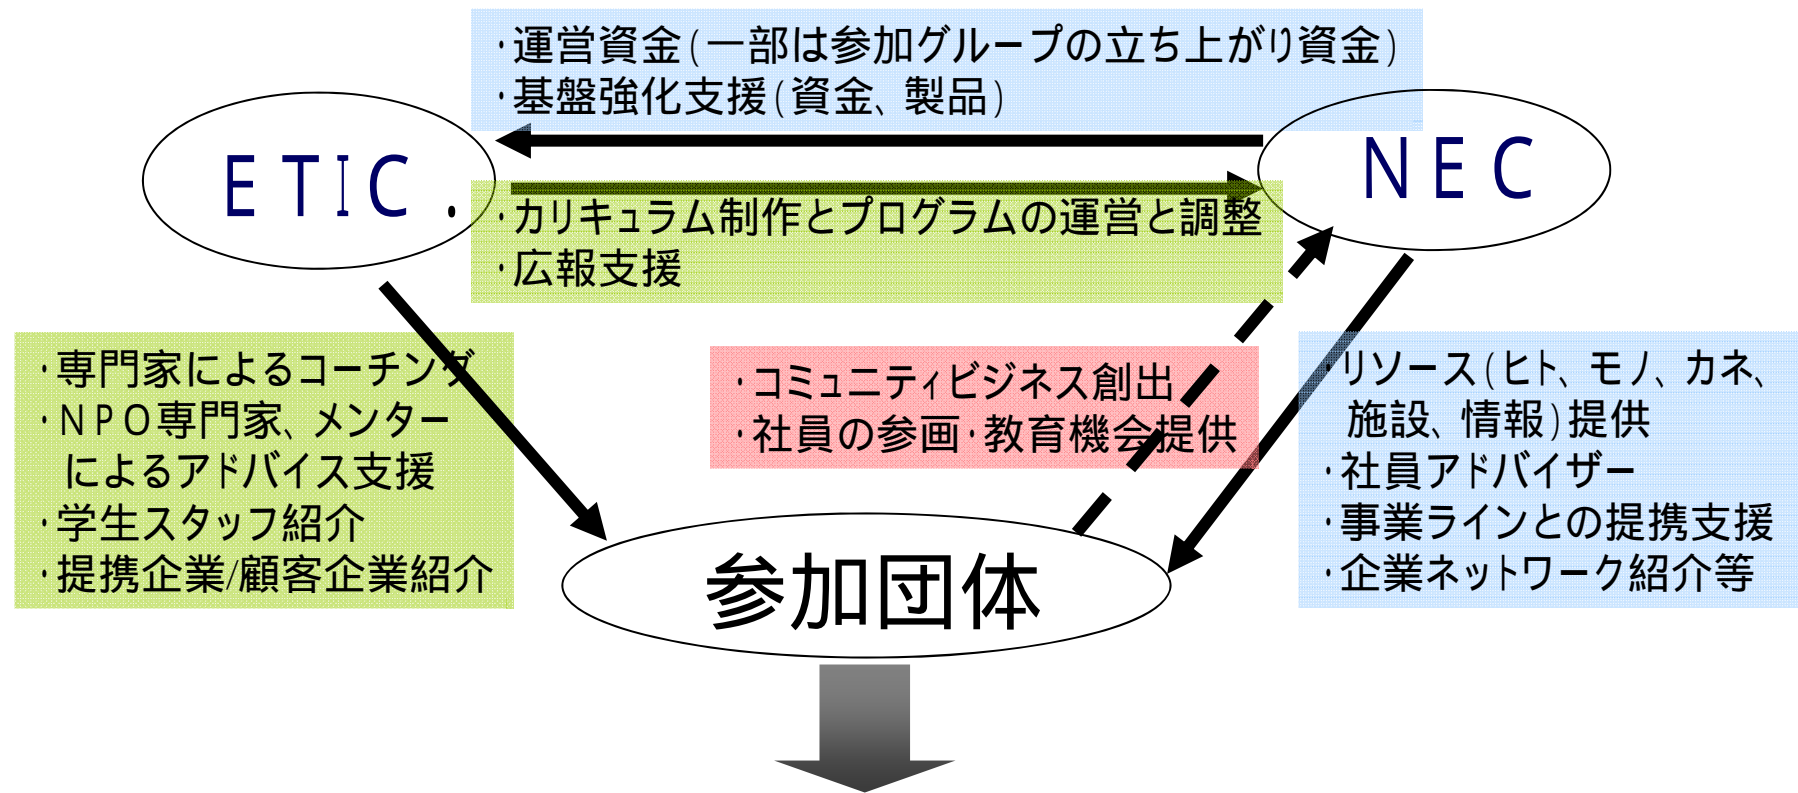 ・運営資金(一部は参加グループの立ち上がり資金)
・基盤強化支援(資金、製品)
ETIC.
NEC
・カリキュラム制作とプログラムの運営と調整
・広報支援
・専門家によるコーチング
・NPO専門家、メンター
によるアドバイス支援
・学生スタッフ紹介
・提携企業/顧客企業紹介
・コミュニティビジネス創出
・社員の参画・教育機会提供
・リソース(ヒト、モノ、カネ、
施設、情報)提供
・社員アドバイザー
・事業ラインとの提携支援
・企業ネットワーク紹介等
参加団体